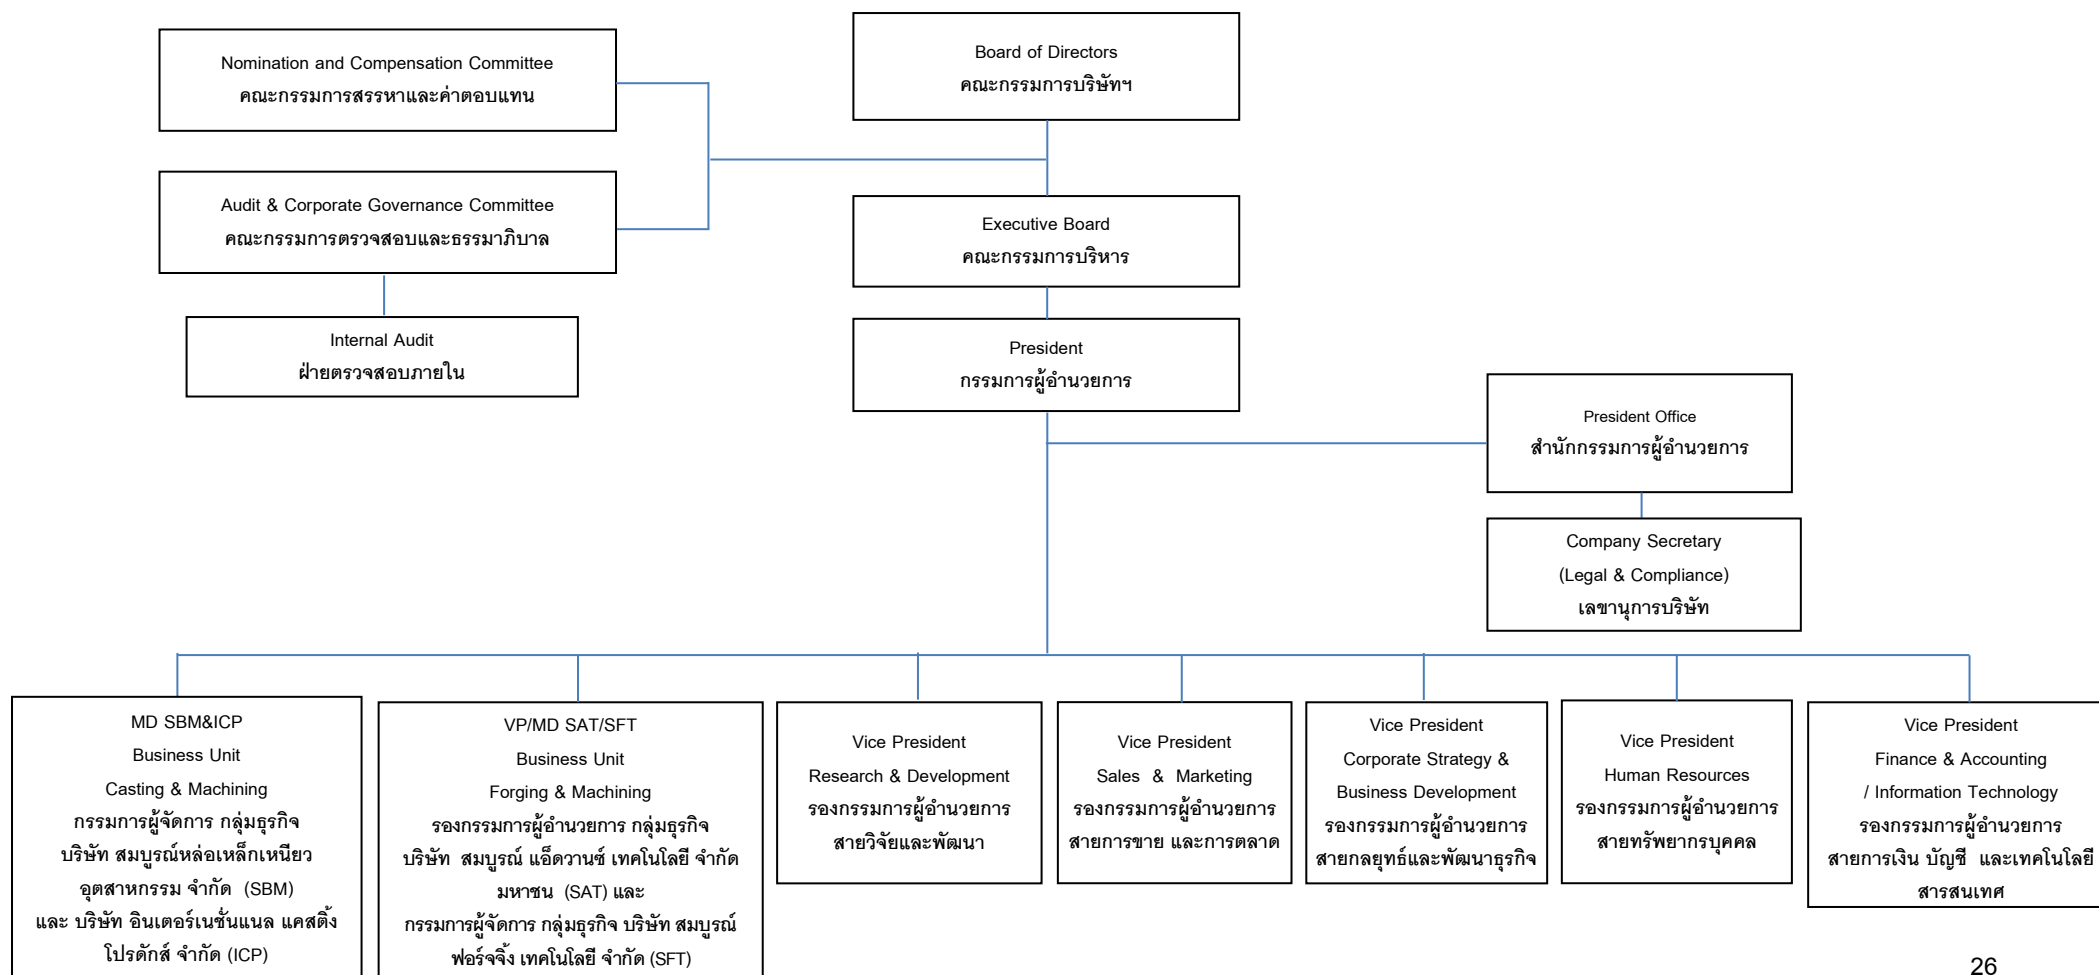 Nomination and Compensation Committee
คณะกรรมการสรรหาและค่าตอบแทน
Board of Directors
คณะกรรมการบริษัทฯ
Audit & Corporate Governance Committee
คณะกรรมการตรวจสอบและธรรมาภิบาล
Executive Board
คณะกรรมการบริหาร
Internal Audit
ฝ่ายตรวจสอบภายใน
President
กรรมการผู้อำนวยการ
President Office
สำนักกรรมการผู้อำนวยการ
Company Secretary
(Legal & Compliance)
เลขานุการบริษัท
MD SBM&ICP
Business Unit
Casting & Machining
กรรมการผู้จัดการ กลุ่มธุรกิจ
บริษัท สมบูรณ์หล่อเหล็กเหนียว
อุตสาหกรรม จำกัด (SBM)
และ บริษัท อินเตอร์เนชั่นแนล แคสติ้ง
โปรดักส์ จำกัด (ICP)
VP/MD SAT/SFT
Business Unit
Forging & Machining
รองกรรมการผู้อำนวยการ กลุ่มธุรกิจ
บริษัท สมบูรณ์ แอ็ดวานซ์ เทคโนโลยี จำกัด
มหาชน (SAT) และ
กรรมการผู้จัดการ กลุ่มธุรกิจ บริษัท สมบูรณ์
ฟอร์จจิ้ง เทคโนโลยี จำกัด (SFT)
Vice President
Research & Development
รองกรรมการผู้อำนวยการ
สายวิจัยและพัฒนา
Vice President
Sales & Marketing
รองกรรมการผู้อำนวยการ
สายการขาย และการตลาด
Vice President
Corporate Strategy &
Business Development
รองกรรมการผู้อำนวยการ
สายกลยุทธ์และพัฒนาธุรกิจ
Vice President
Human Resources
รองกรรมการผู้อำนวยการ
สายทรัพยากรบุคคล
Vice President
Finance & Accounting
/ Information Technology
รองกรรมการผู้อำนวยการ
สายการเงิน บัญชี และเทคโนโลยี
สารสนเทศ
26